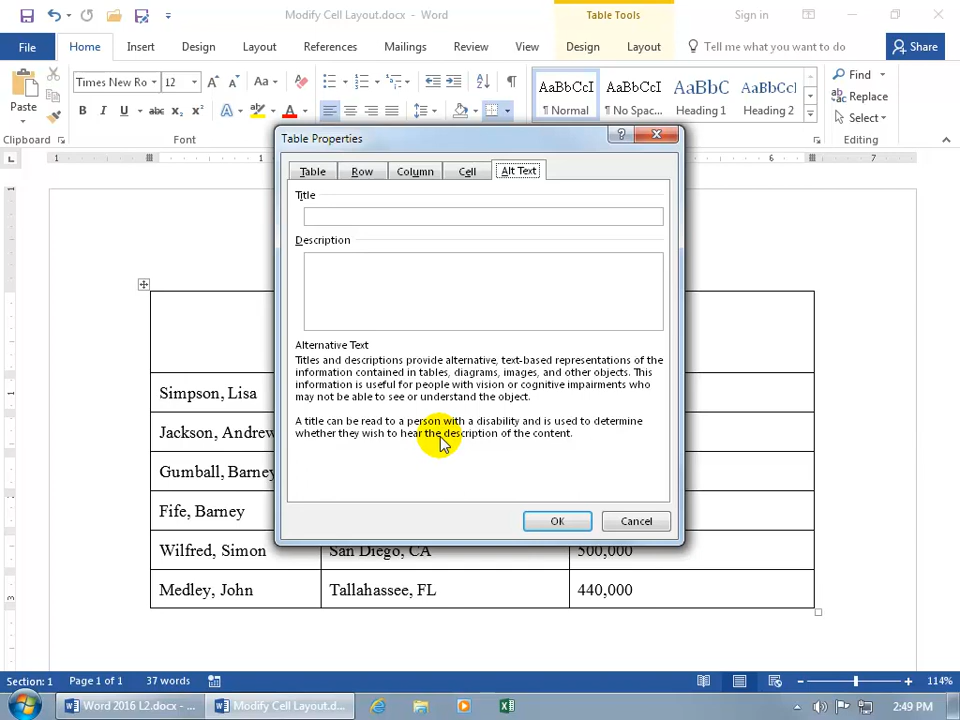 Modify Cell Layout.docx - Word
Table Tools
Sign in
File Home Insert Design Layout References Mailings Review View Design Layout Tell me what you want to do Share
Paste
Times New Ro 12
AaBbCcI AaBbCcI AaBbC AaBbCc
¶ Normal ¶ No Spac... Heading 1 Heading 2
Find
Replace
Select
Clipboard Font Editing
1 1 6 7
Table Properties
Table Row Column Cell Alt Text
Title
Description
Alternative Text
Titles and descriptions provide alternative, text-based representations of the
information contained in tables, diagrams, images, and other objects. This
information is useful for people with vision or cognitive impairments who
may not be able to see or understand the object.
A title can be read to a person with a disability and is used to determine
whether they wish to hear the description of the content.
OK Cancel
Simpson, Lisa
Jackson, Andrew
Gumball, Barney
Fife, Barney
Wilfred, Simon San Diego, CA 500,000
Medley, John Tallahassee, FL 440,000
Section: 1 Page 1 of 1 37 words 114%
Word 2016 L2.docx - ... Modify Cell Layout.d... 2:49 PM